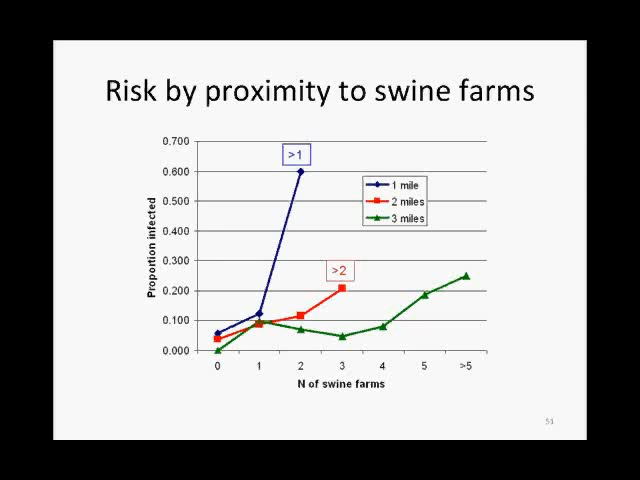 Risk by proximity to swine farms
0.700
0.600
0.500
0.400
0.300
0.200
0.100
0.000
Proportion infected
>1
>2
1 mile
2 miles
3 miles
0 1 2 3 4 5 >5
N of swine farms
51